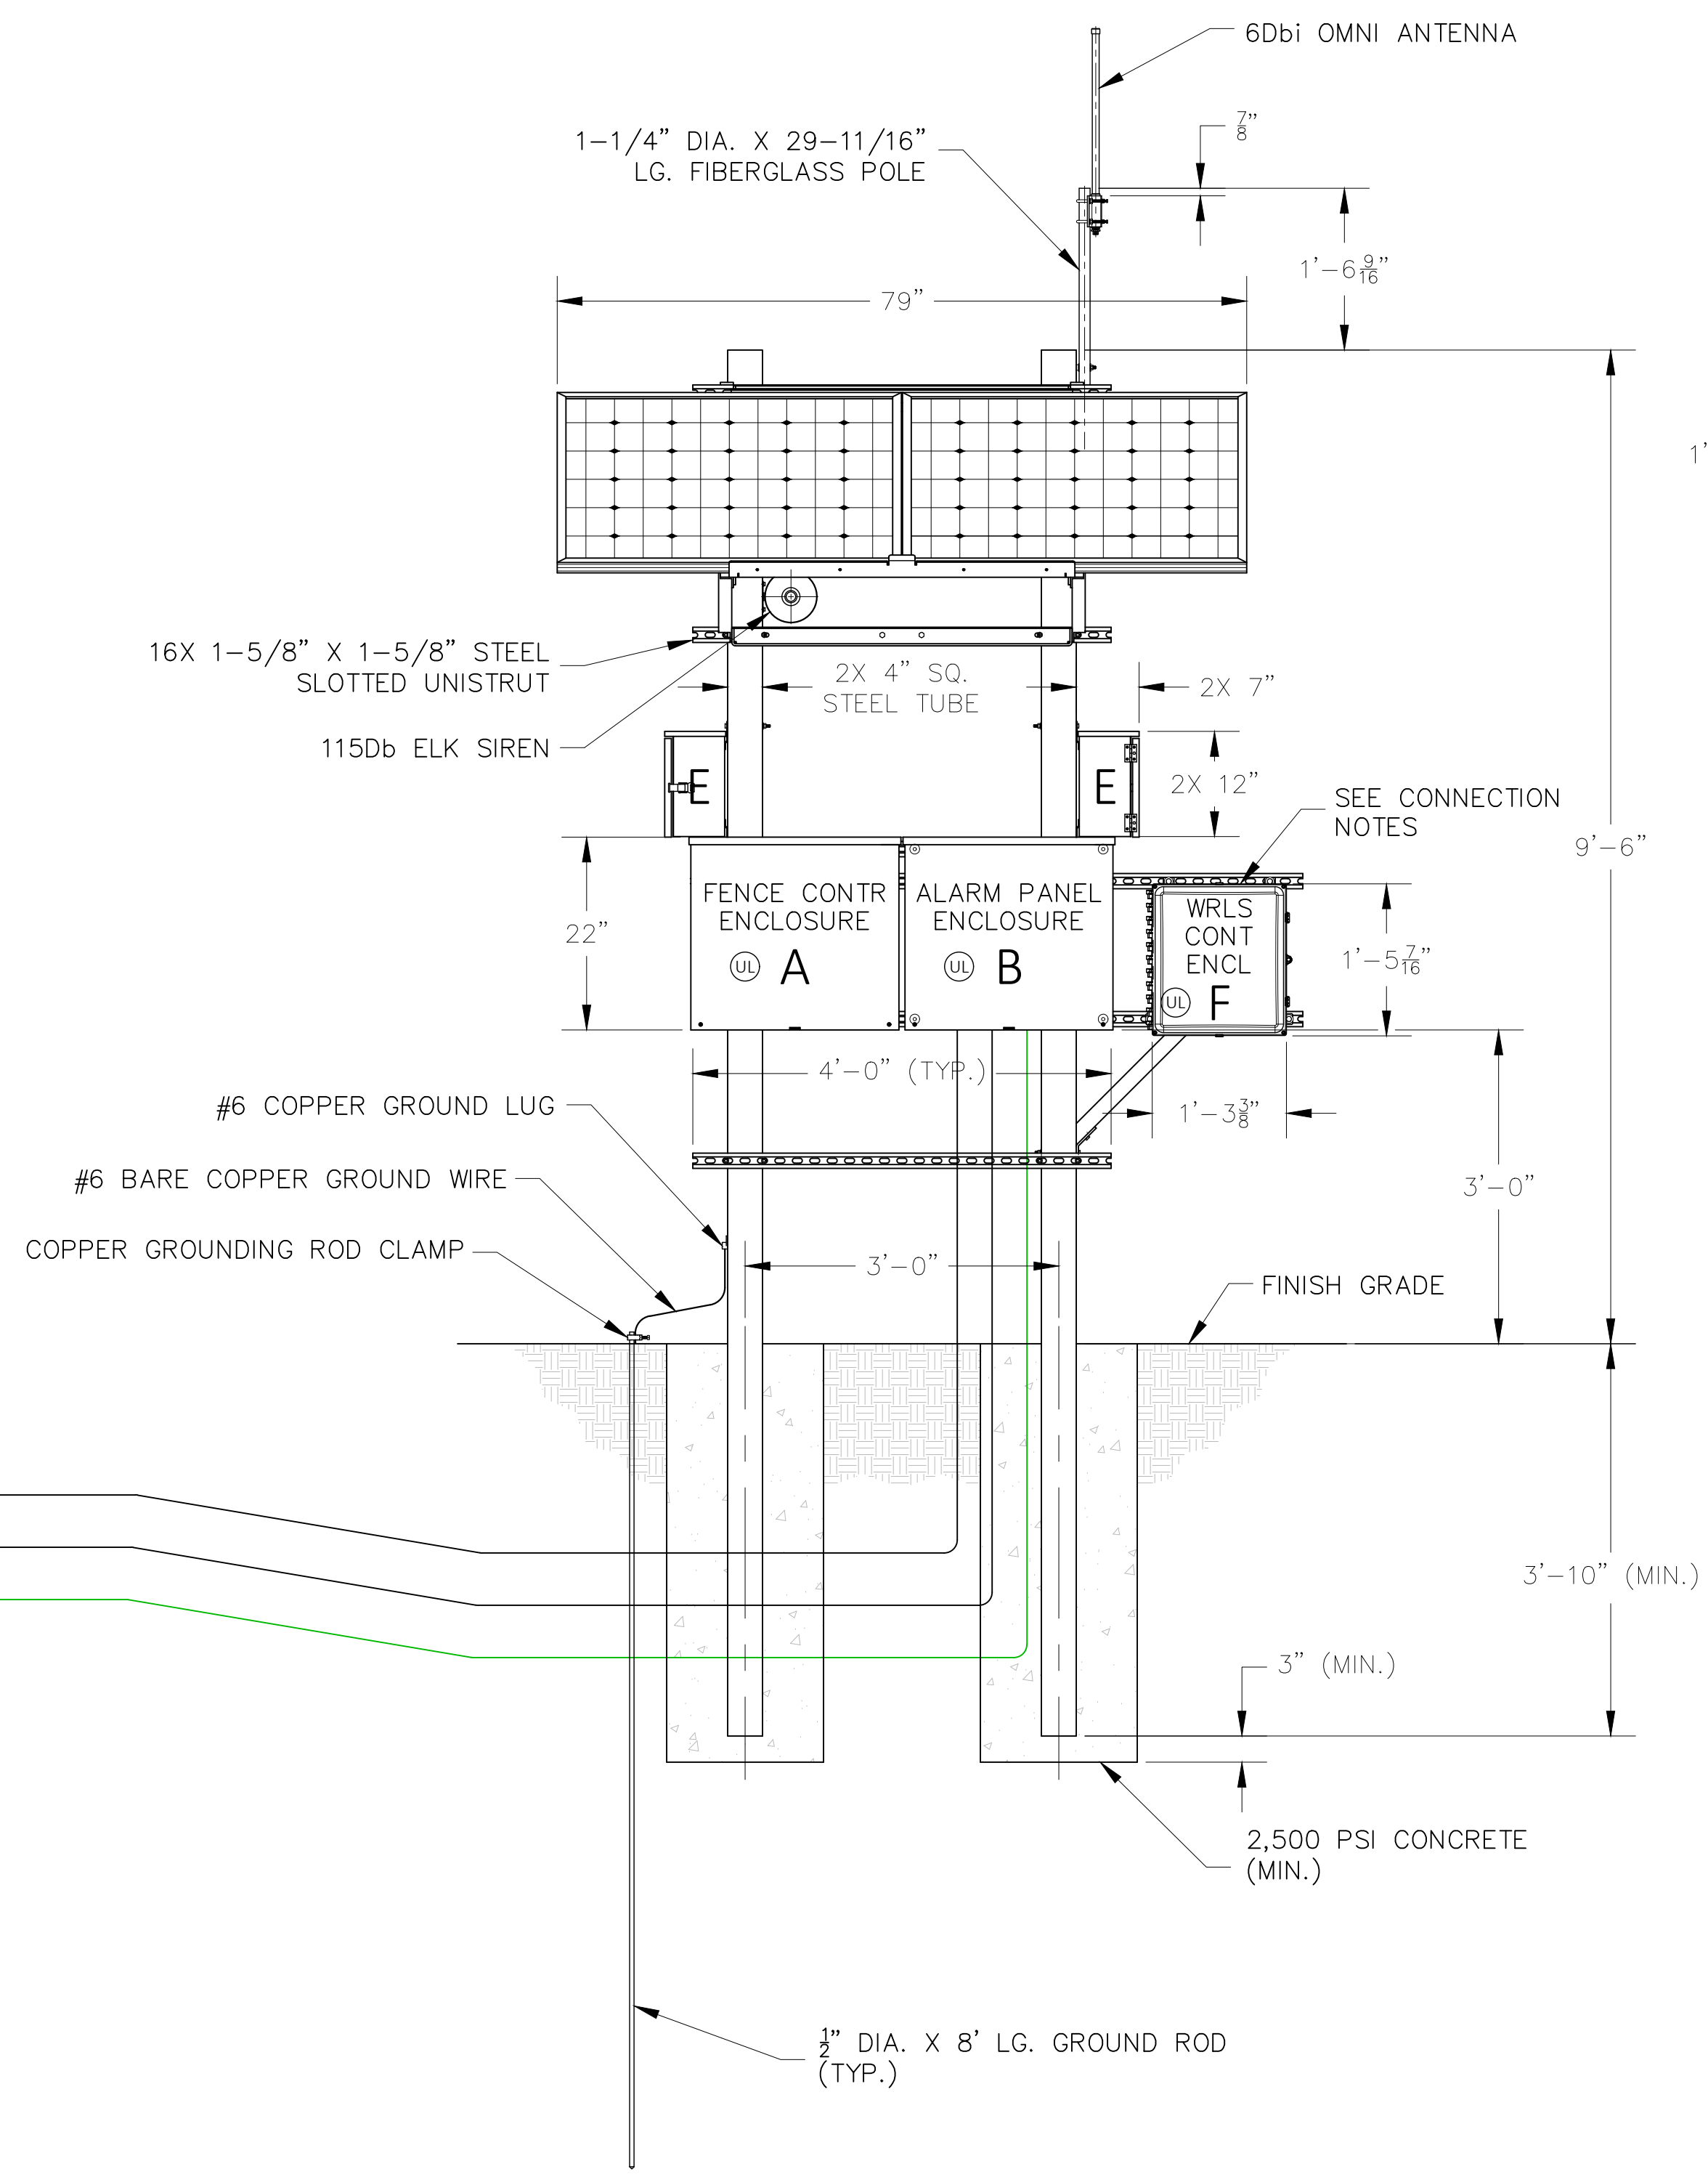 6Dbi OMNI ANTENNA
7/8"
1-1/4" DIA. X 29-11/16"
LG. FIBERGLASS POLE
1'-6 9/16"
79"
1'
16X 1-5/8" X 1-5/8" STEEL
SLOTTED UNISTRUT
2X 4" SQ.
STEEL TUBE
2X 7"
115Db ELK SIREN
E
E
2X 12"
SEE CONNECTION
NOTES
9'-6"
22"
FENCE CONTR
ENCLOSURE
UL A
ALARM PANEL
ENCLOSURE
UL B
WRLS
CONT
ENCL
UL F
1'-5 7/16"
4'-0" (TYP.)
#6 COPPER GROUND LUG
1'-3 3/8"
#6 BARE COPPER GROUND WIRE
3'-0"
COPPER GROUNDING ROD CLAMP
3'-0"
FINISH GRADE
3'-10" (MIN.)
3" (MIN.)
2,500 PSI CONCRETE
(MIN.)
1/2" DIA. X 8' LG. GROUND ROD
(TYP.)